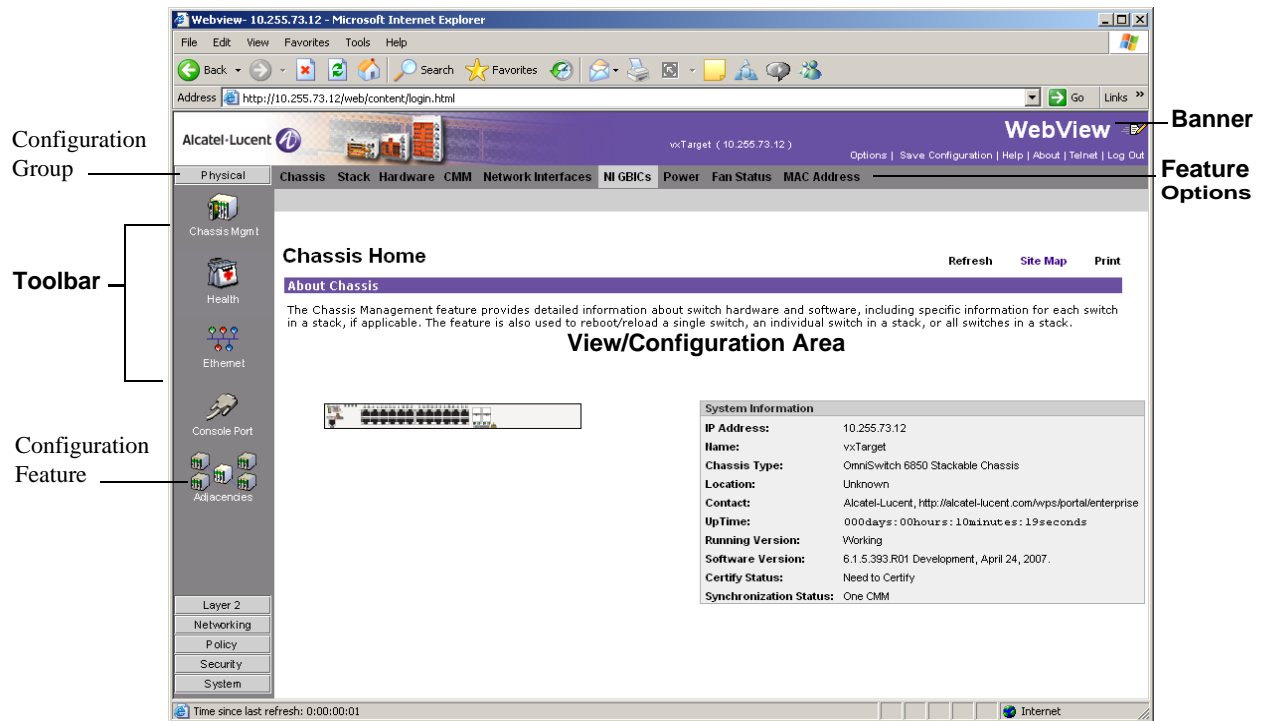 Webview- 10.255.73.12 - Microsoft Internet Explorer
File Edit View Favorites Tools Help
Back Search Favorites
Address http://10.255.73.12/web/content/login.html Go Links »
Alcatel·Lucent
vxTarget ( 10.255.73.12 )
WebView
Options | Save Configuration | Help | About | Telnet | Log Out
Banner
Configuration
Group
Physical
Chassis Stack Hardware CMM Network Interfaces NI GBICs Power Fan Status MAC Address
Feature
Options
Toolbar
Chassis Mgmt
Health
Ethernet
Console Port
Configuration
Feature
Adjacencies
Layer 2
Networking
Policy
Security
System
Chassis Home
Refresh Site Map Print
About Chassis
The Chassis Management feature provides detailed information about switch hardware and software, including specific information for each switch
in a stack, if applicable. The feature is also used to reboot/reload a single switch, an individual switch in a stack, or all switches in a stack.
View/Configuration Area
System Information
IP Address: 10.255.73.12
Name: vxTarget
Chassis Type: OmniSwitch 6850 Stackable Chassis
Location: Unknown
Contact: Alcatel-Lucent, http://alcatel-lucent.com/wps/portal/enterprise
UpTime: 000days:00hours:10minutes:19seconds
Running Version: Working
Software Version: 6.1.5.393.R01 Development, April 24, 2007.
Certify Status: Need to Certify
Synchronization Status: One CMM
Time since last refresh: 0:00:00:01
Internet